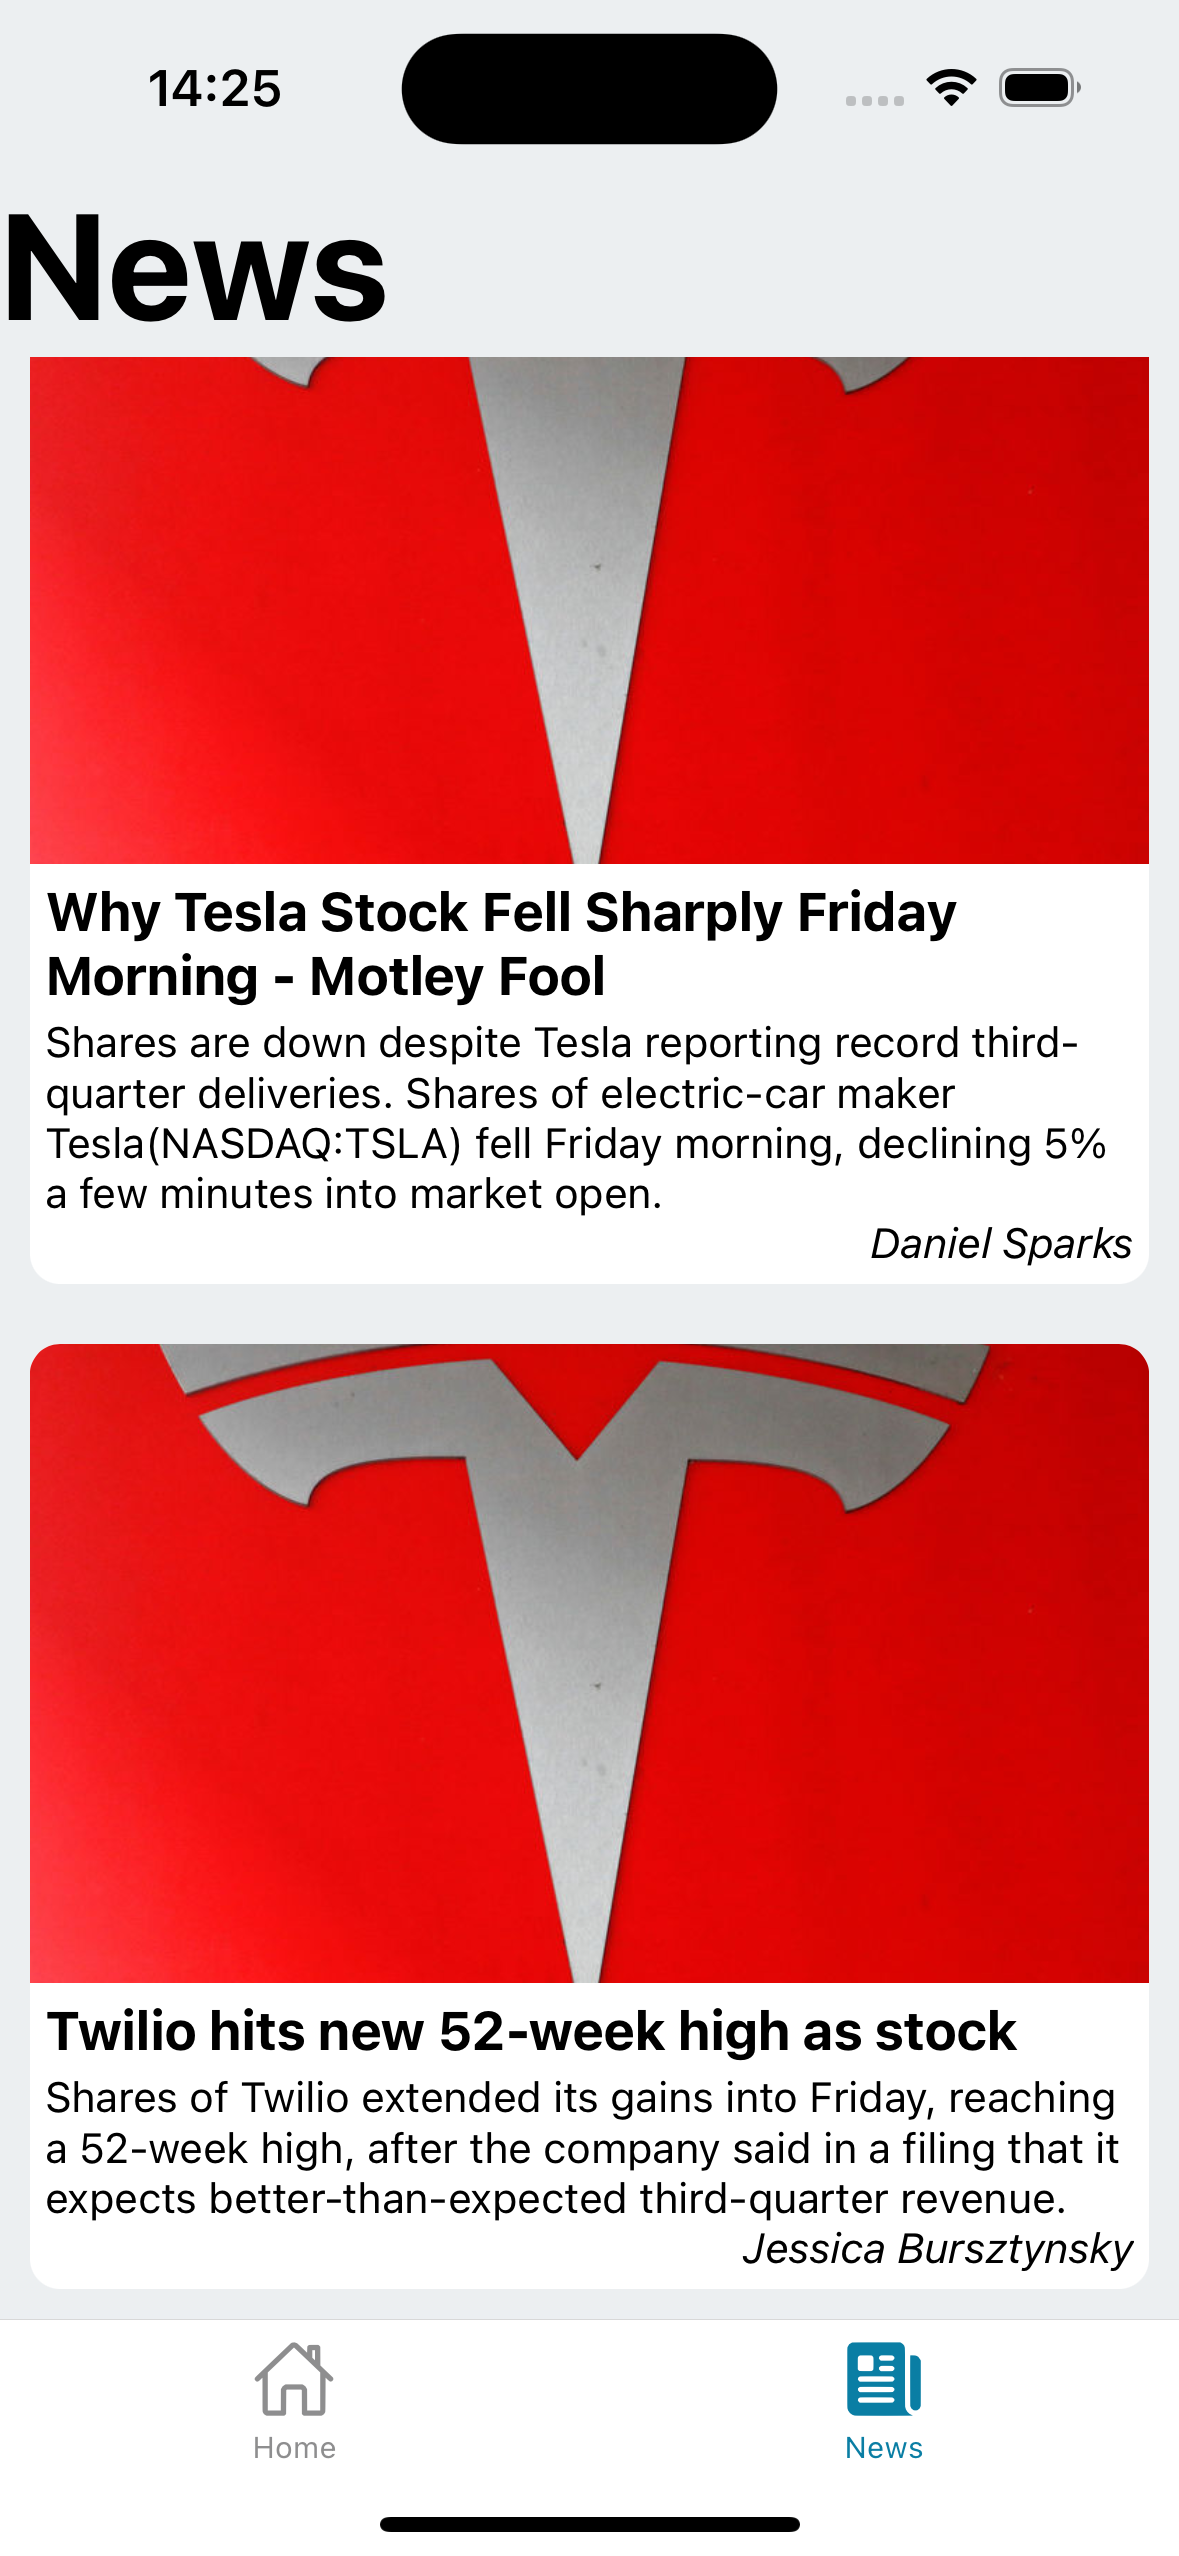 14:25
News
Why Tesla Stock Fell Sharply Friday
Morning - Motley Fool
Shares are down despite Tesla reporting record third-
quarter deliveries. Shares of electric-car maker
Tesla(NASDAQ:TSLA) fell Friday morning, declining 5%
a few minutes into market open.
Daniel Sparks
Twilio hits new 52-week high as stock
Shares of Twilio extended its gains into Friday, reaching
a 52-week high, after the company said in a filing that it
expects better-than-expected third-quarter revenue.
Jessica Bursztynsky
Home
News